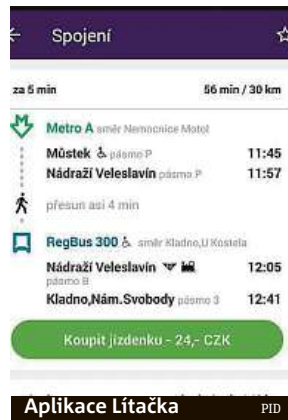 Spojení
za 5 min 56 min / 30 km
Metro A směr Nemocnice Motol
Můstek pásmo P 11:45
Nádraží Veleslavín pásmo P 11:57
přesun asi 4 min
RegBus 300 směr Kladno,U Kostela
Nádraží Veleslavín 12:05
pásmo B
Kladno,Nám.Svobody pásmo 3 12:41
Koupit jízdenku - 24,- CZK
Aplikace Lítačka PID